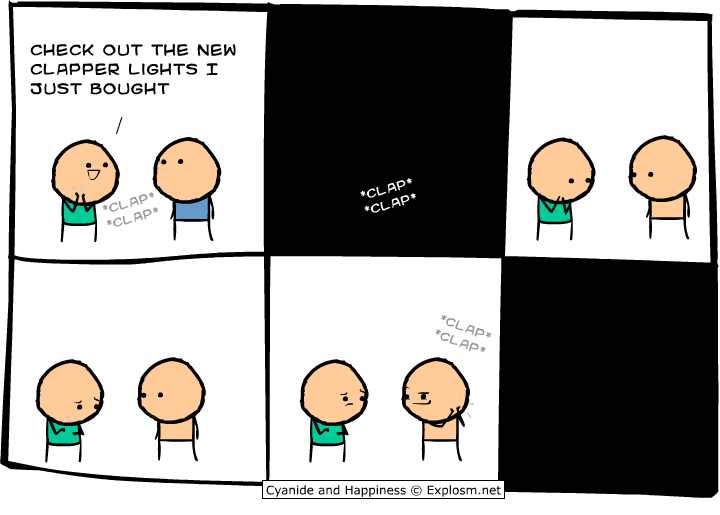 CHECK OUT THE NEW
CLAPPER LIGHTS I
JUST BOUGHT
*CLAP*
*CLAP*
*CLAP*
*CLAP*
*CLAP*
*CLAP*
Cyanide and Happiness © Explosm.net